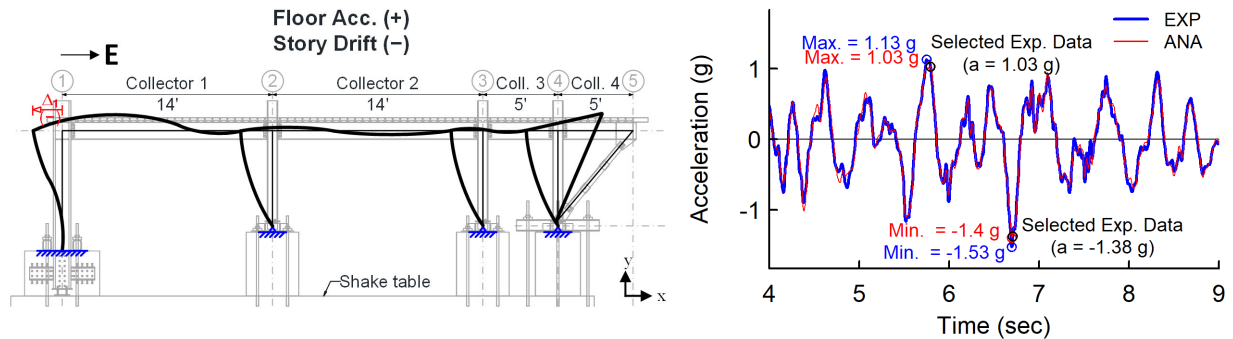 Floor Acc. (+)
Story Drift (−)
E
1 Collector 1 2 Collector 2 3 Coll. 3 4 Coll. 4 5
14' 14' 5' 5'
Δ1
(−)
Shake table
y
x
EXP
ANA
Max. = 1.13 g
Max. = 1.03 g
Selected Exp. Data
(a = 1.03 g)
Min. = -1.4 g
Min. = -1.53 g
Selected Exp. Data
(a = -1.38 g)
Acceleration (g)
1
0
-1
4 5 6 7 8 9
Time (sec)